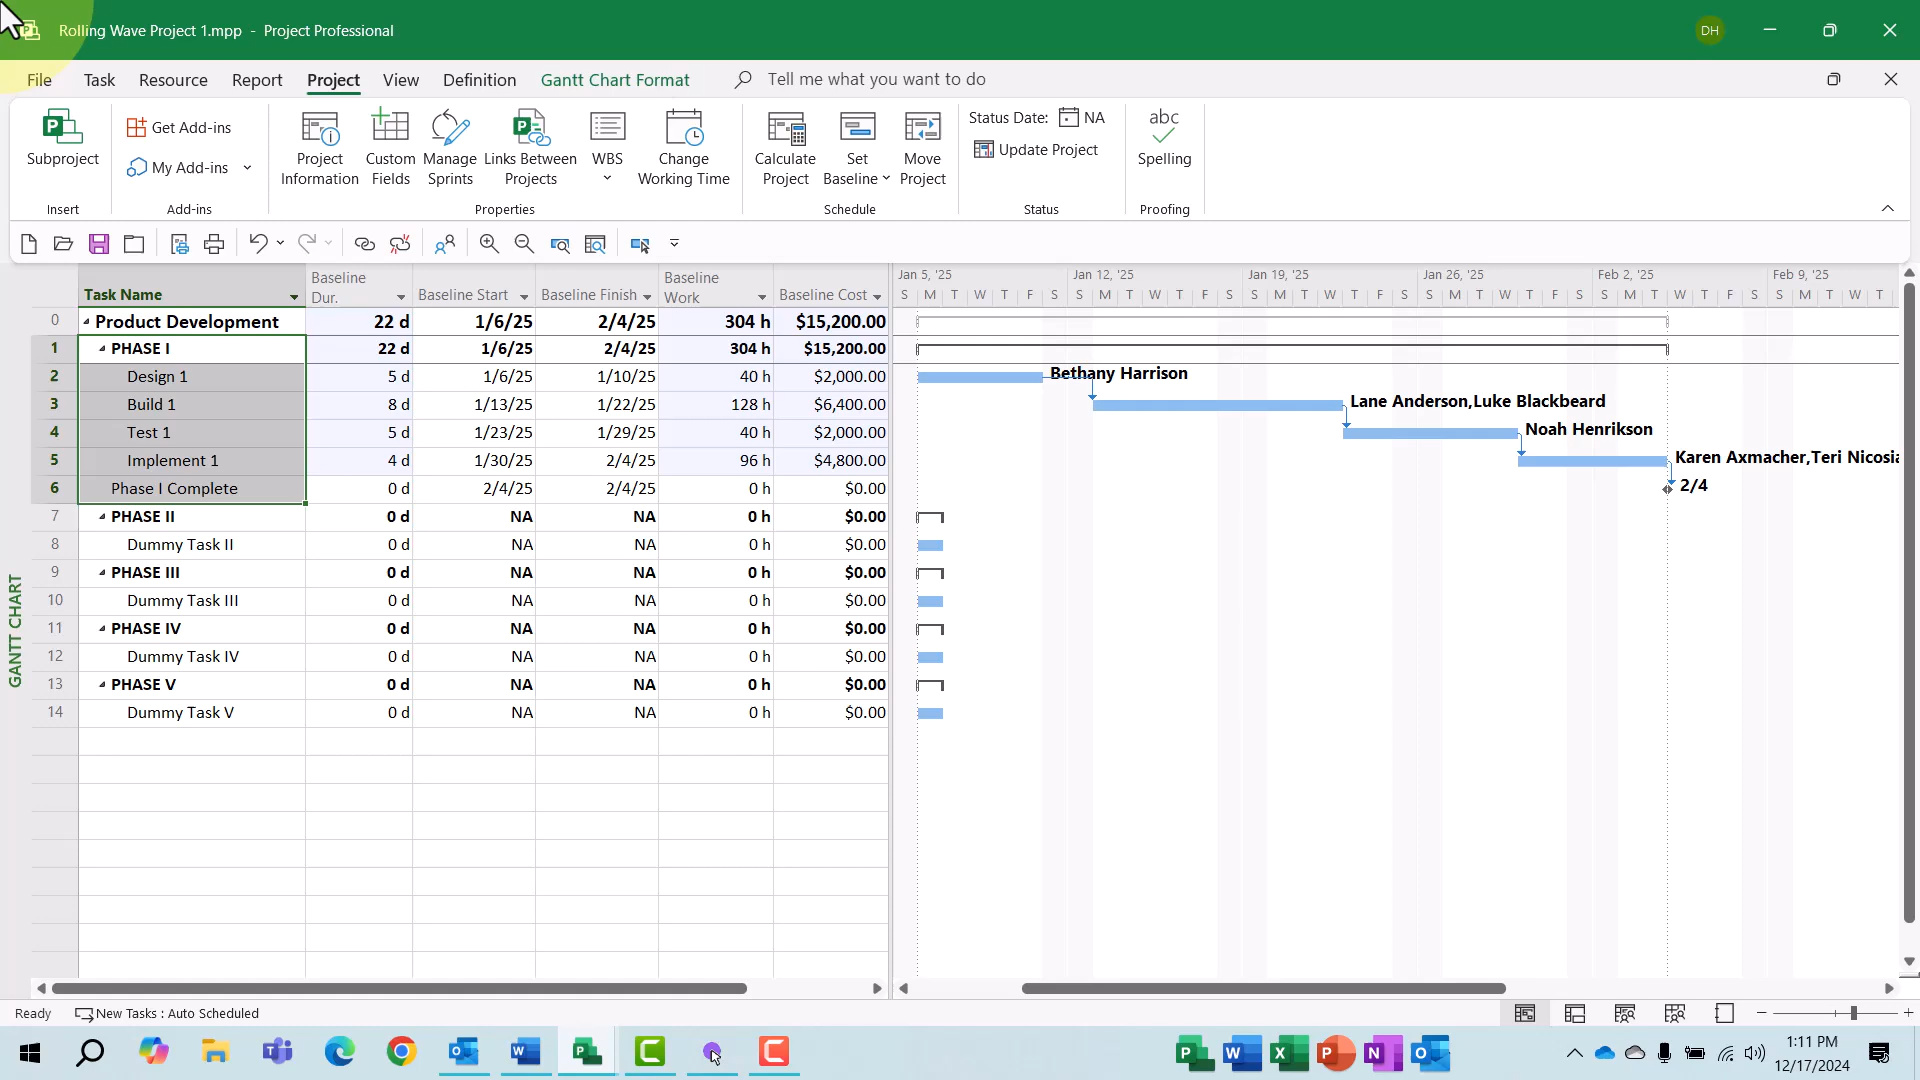 Rolling Wave Project 1.mpp - Project Professional
DH
File Task Resource Report Project View Definition Gantt Chart Format Tell me what you want to do
Subproject
Get Add-ins
My Add-ins
Project Information
Custom Fields
Manage Sprints
Links Between Projects
WBS
Change Working Time
Calculate Project
Set Baseline
Move Project
Status Date: NA
Update Project
abc
Spelling
Insert Add-ins Properties Schedule Status Proofing
Task Name Baseline Dur. Baseline Start Baseline Finish Baseline Work Baseline Cost
Jan 5, '25 Jan 12, '25 Jan 19, '25 Jan 26, '25 Feb 2, '25 Feb 9, '25
S M T W T F S S M T W T F S S M T W T F S S M T W T F S S M T W T F S S M T W T
0 Product Development 22 d 1/6/25 2/4/25 304 h $15,200.00
1 PHASE I 22 d 1/6/25 2/4/25 304 h $15,200.00
2 Design 1 5 d 1/6/25 1/10/25 40 h $2,000.00 Bethany Harrison
3 Build 1 8 d 1/13/25 1/22/25 128 h $6,400.00 Lane Anderson,Luke Blackbeard
4 Test 1 5 d 1/23/25 1/29/25 40 h $2,000.00 Noah Henrikson
5 Implement 1 4 d 1/30/25 2/4/25 96 h $4,800.00 Karen Axmacher,Teri Nicosia
6 Phase I Complete 0 d 2/4/25 2/4/25 0 h $0.00 2/4
7 PHASE II 0 d NA NA 0 h $0.00
8 Dummy Task II 0 d NA NA 0 h $0.00
9 PHASE III 0 d NA NA 0 h $0.00
10 Dummy Task III 0 d NA NA 0 h $0.00
11 PHASE IV 0 d NA NA 0 h $0.00
12 Dummy Task IV 0 d NA NA 0 h $0.00
13 PHASE V 0 d NA NA 0 h $0.00
14 Dummy Task V 0 d NA NA 0 h $0.00
GANTT CHART
Ready New Tasks : Auto Scheduled
1:11 PM
12/17/2024